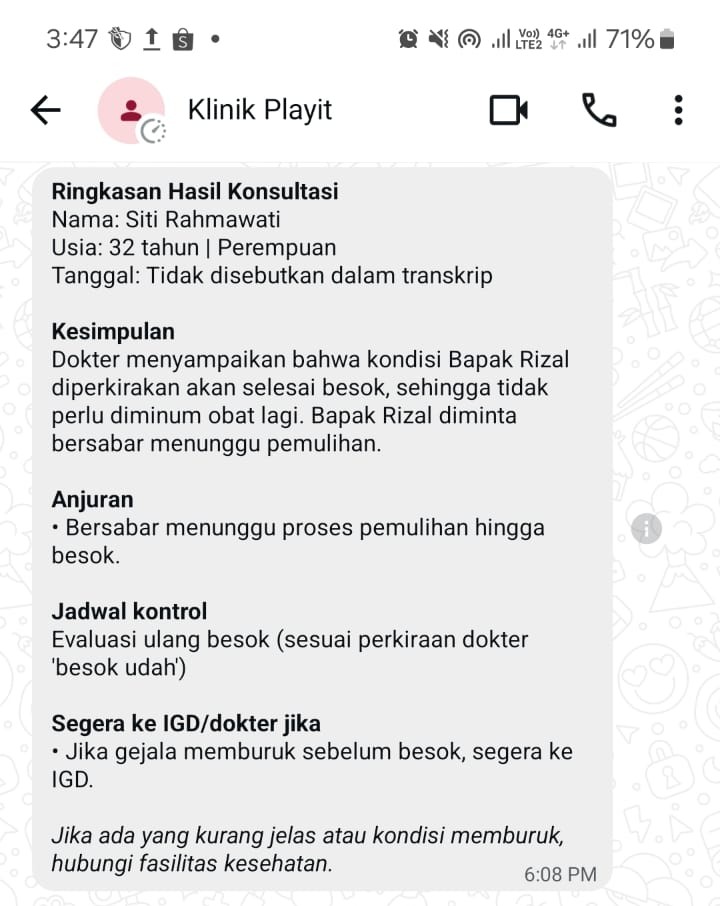 3:47
Vo))
LTE2
4G+
71%
Klinik Playit
Ringkasan Hasil Konsultasi
Nama: Siti Rahmawati
Usia: 32 tahun | Perempuan
Tanggal: Tidak disebutkan dalam transkrip
Kesimpulan
Dokter menyampaikan bahwa kondisi Bapak Rizal
diperkirakan akan selesai besok, sehingga tidak
perlu diminum obat lagi. Bapak Rizal diminta
bersabar menunggu pemulihan.
Anjuran
• Bersabar menunggu proses pemulihan hingga
besok.
Jadwal kontrol
Evaluasi ulang besok (sesuai perkiraan dokter
'besok udah')
Segera ke IGD/dokter jika
• Jika gejala memburuk sebelum besok, segera ke
IGD.
Jika ada yang kurang jelas atau kondisi memburuk,
hubungi fasilitas kesehatan.
6:08 PM